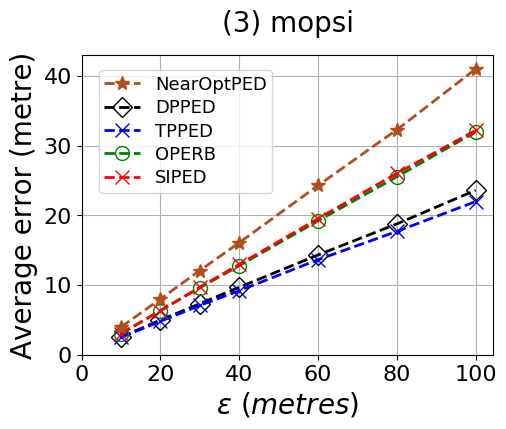 (3) mopsi
Average error (metre)
40
30
20
10
0
NearOptPED
DPPED
TPPED
OPERB
SIPED
0 20 40 60 80 100
ε (metres)